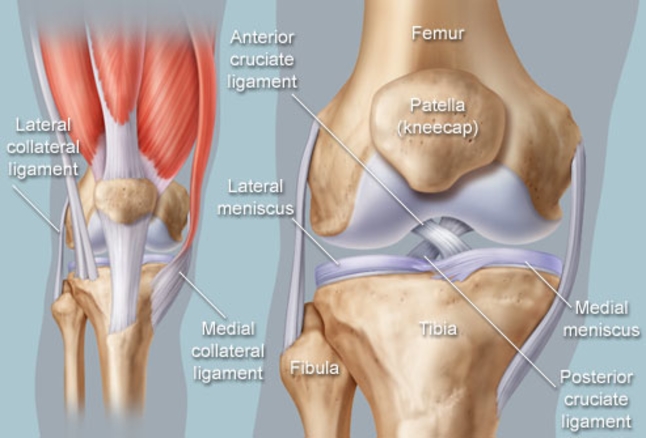 Lateral
collateral
ligament
Medial
collateral
ligament
Anterior
cruciate
ligament
Femur
Patella
(kneecap)
Lateral
meniscus
Tibia
Medial
meniscus
Fibula
Posterior
cruciate
ligament